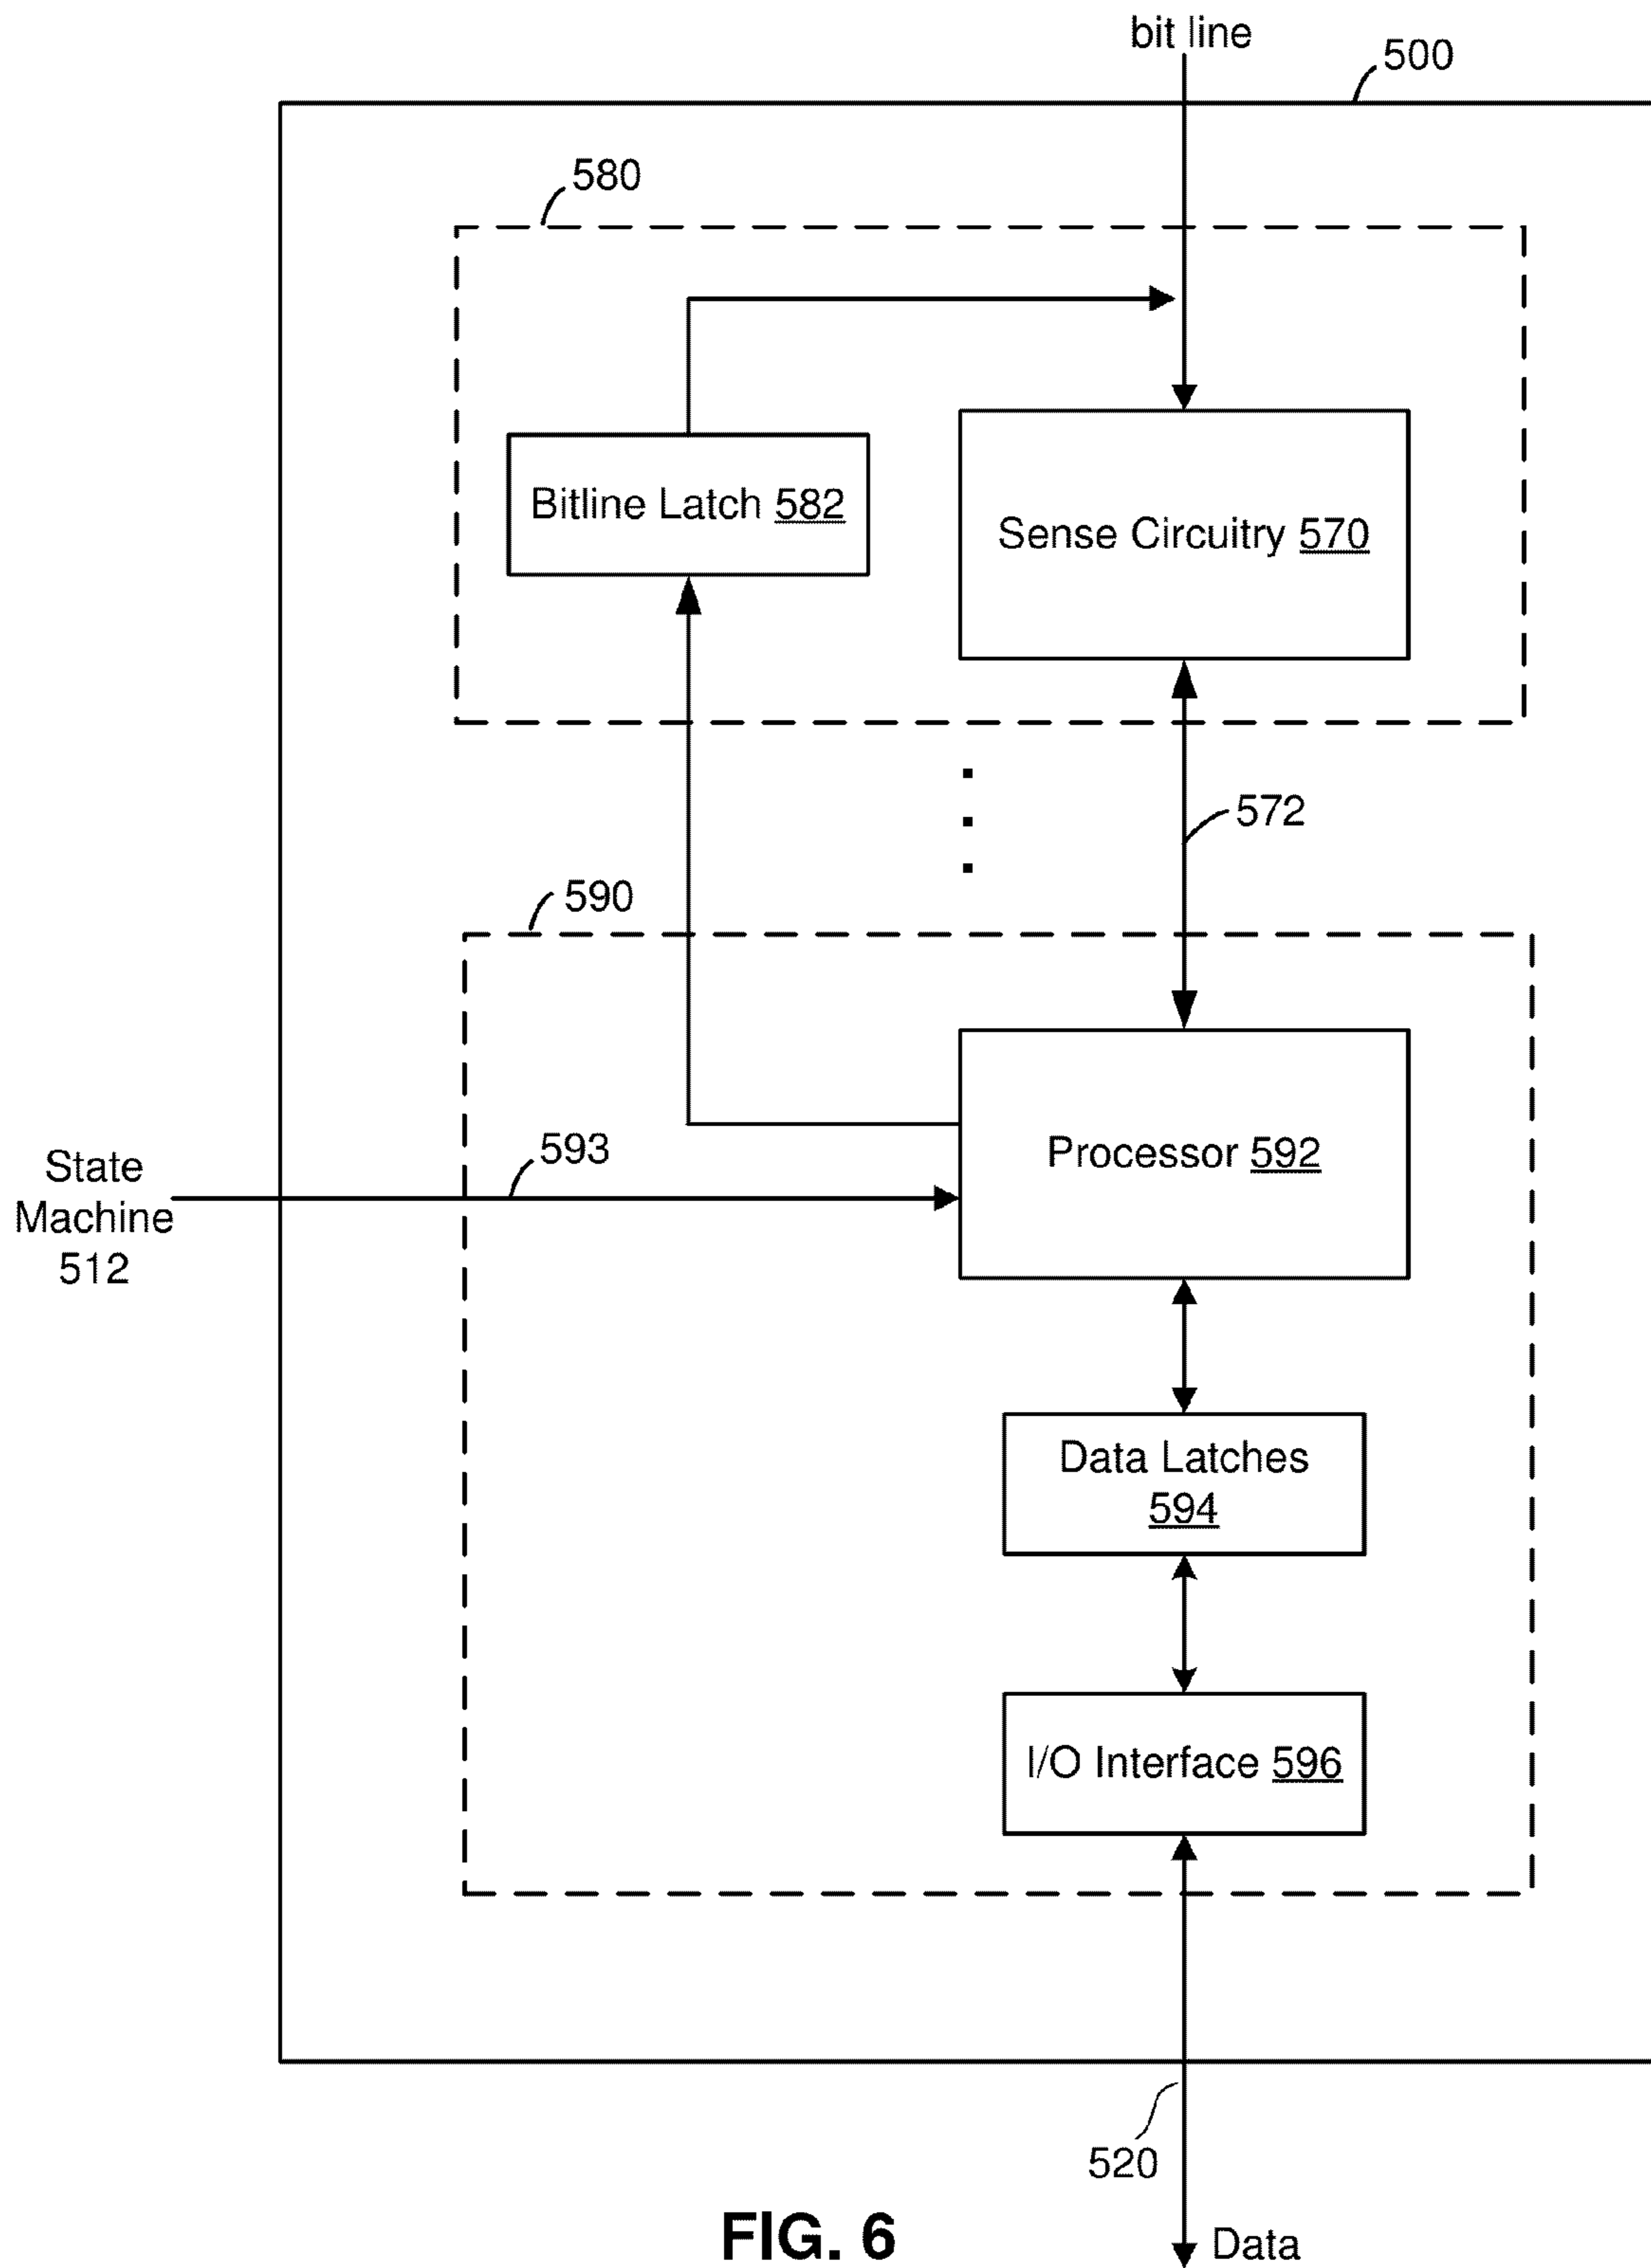 bit line
500
580
Bitline Latch 582
Sense Circuitry 570
572
590
593
State
Machine
512
Processor 592
Data Latches
594
I/O Interface 596
520
FIG. 6
Data